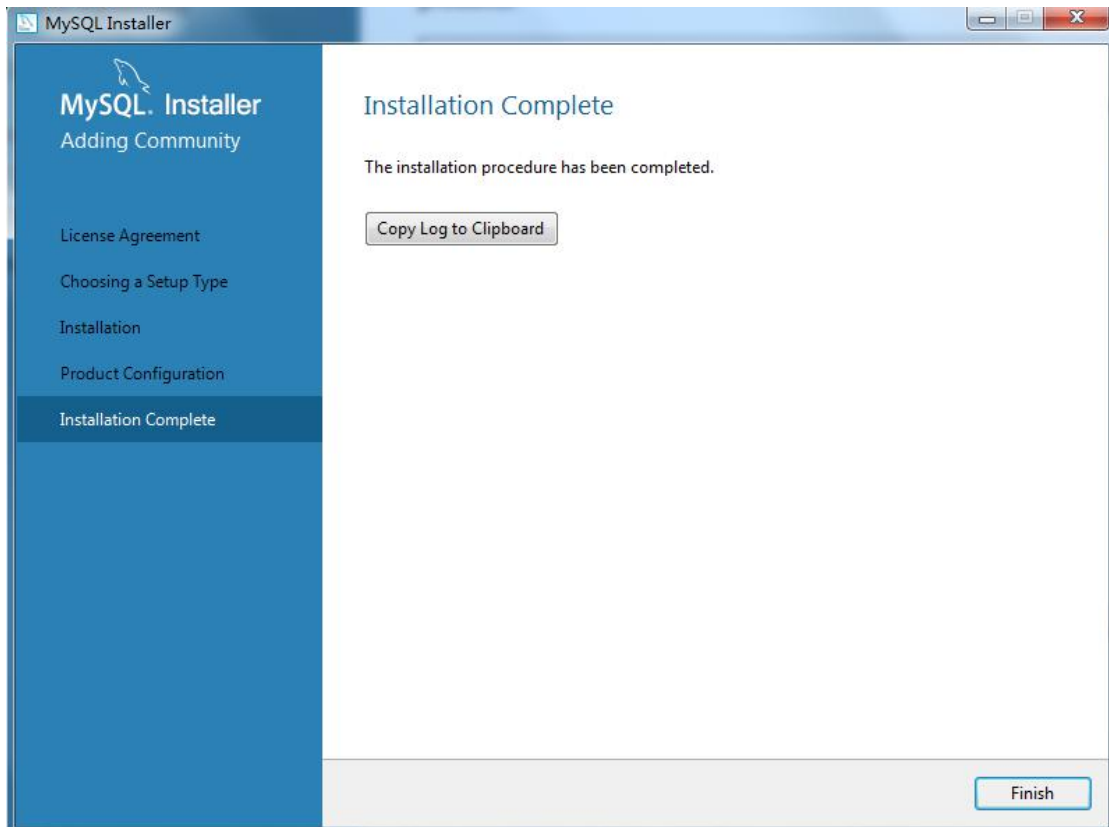 MySQL Installer
MySQL. Installer
Adding Community
License Agreement
Choosing a Setup Type
Installation
Product Configuration
Installation Complete
Installation Complete
The installation procedure has been completed.
Copy Log to Clipboard
Finish